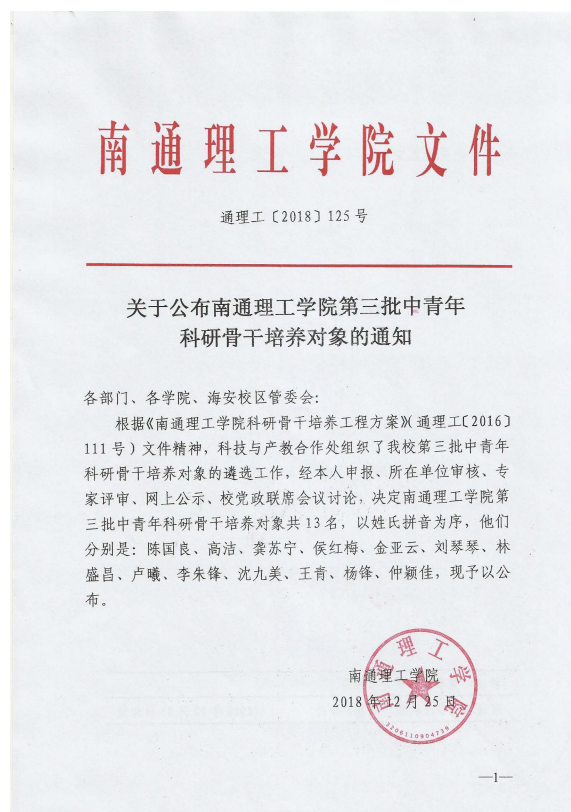 南通理工学院文件
通理工〔2018〕125号
关于公布南通理工学院第三批中青年
科研骨干培养对象的通知
各部门、各学院、海安校区管委会：
根据《南通理工学院科研骨干培养工程方案》（通理工〔2016〕
111号）文件精神，科技与产教合作处组织了我校第三批中青年
科研骨干培养对象的遴选工作，经本人申报、所在单位审核、专
家评审、网上公示、校党政联席会议讨论，决定南通理工学院第
三批中青年科研骨干培养对象共13名，以姓氏拼音为序，他们
分别是：陈国良、高洁、龚苏宁、侯红梅、金亚云、刘琴琴、林
盛昌、卢曦、李朱锋、沈九美、王青、杨锋、仲颖佳，现予以公
布。
南通理工学院
南通理工学院
2018年12月25日
3206110904739
—1—